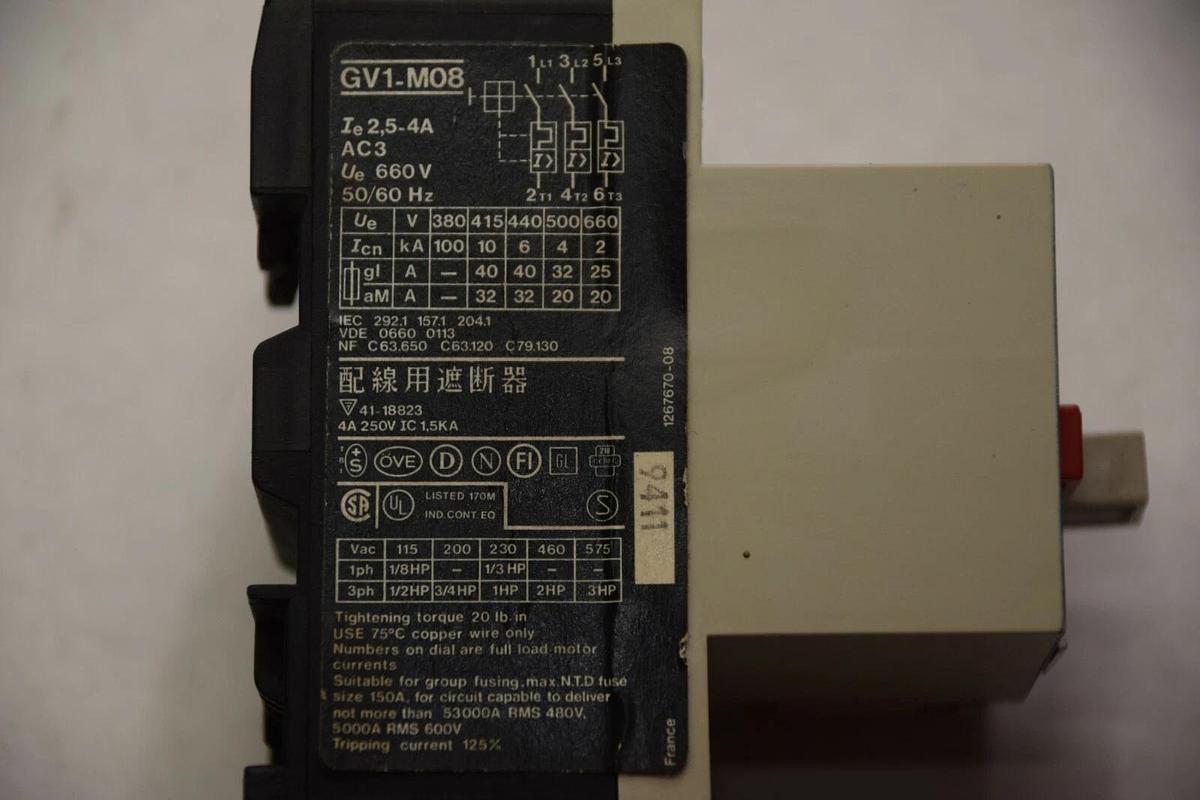 GV1-M08
1 L1 3 L2 5 L3
Ie 2,5-4A
AC3
Ue 660V
50/60 Hz
I> I> I>
2 T1 4 T2 6 T3
Ue V 380 415 440 500 660
Icn kA 100 10 6 4 2
gI A — 40 40 32 25
aM A — 32 32 20 20
IEC 292.1 157.1 204.1
VDE 0660 0113
NF C63.650 C63.120 C79.130
配線用遮断器
▽ 41-18823
4A 250V IC 1,5KA
+S ÖVE D N FI GL
SA UL LISTED 170M
IND.CONT.EQ S
Vac 115 200 230 460 575
1ph 1/8HP – 1/3HP – –
3ph 1/2HP 3/4HP 1HP 2HP 3HP
Tightening torque 20 lb.in
USE 75°C copper wire only
Numbers on dial are full load motor
currents
Suitable for group fusing,max.N.T.D fuse
size 150A, for circuit capable to deliver
not more than 53000A RMS 480V,
5000A RMS 600V
Tripping current 125%
1267670-08
94111
France